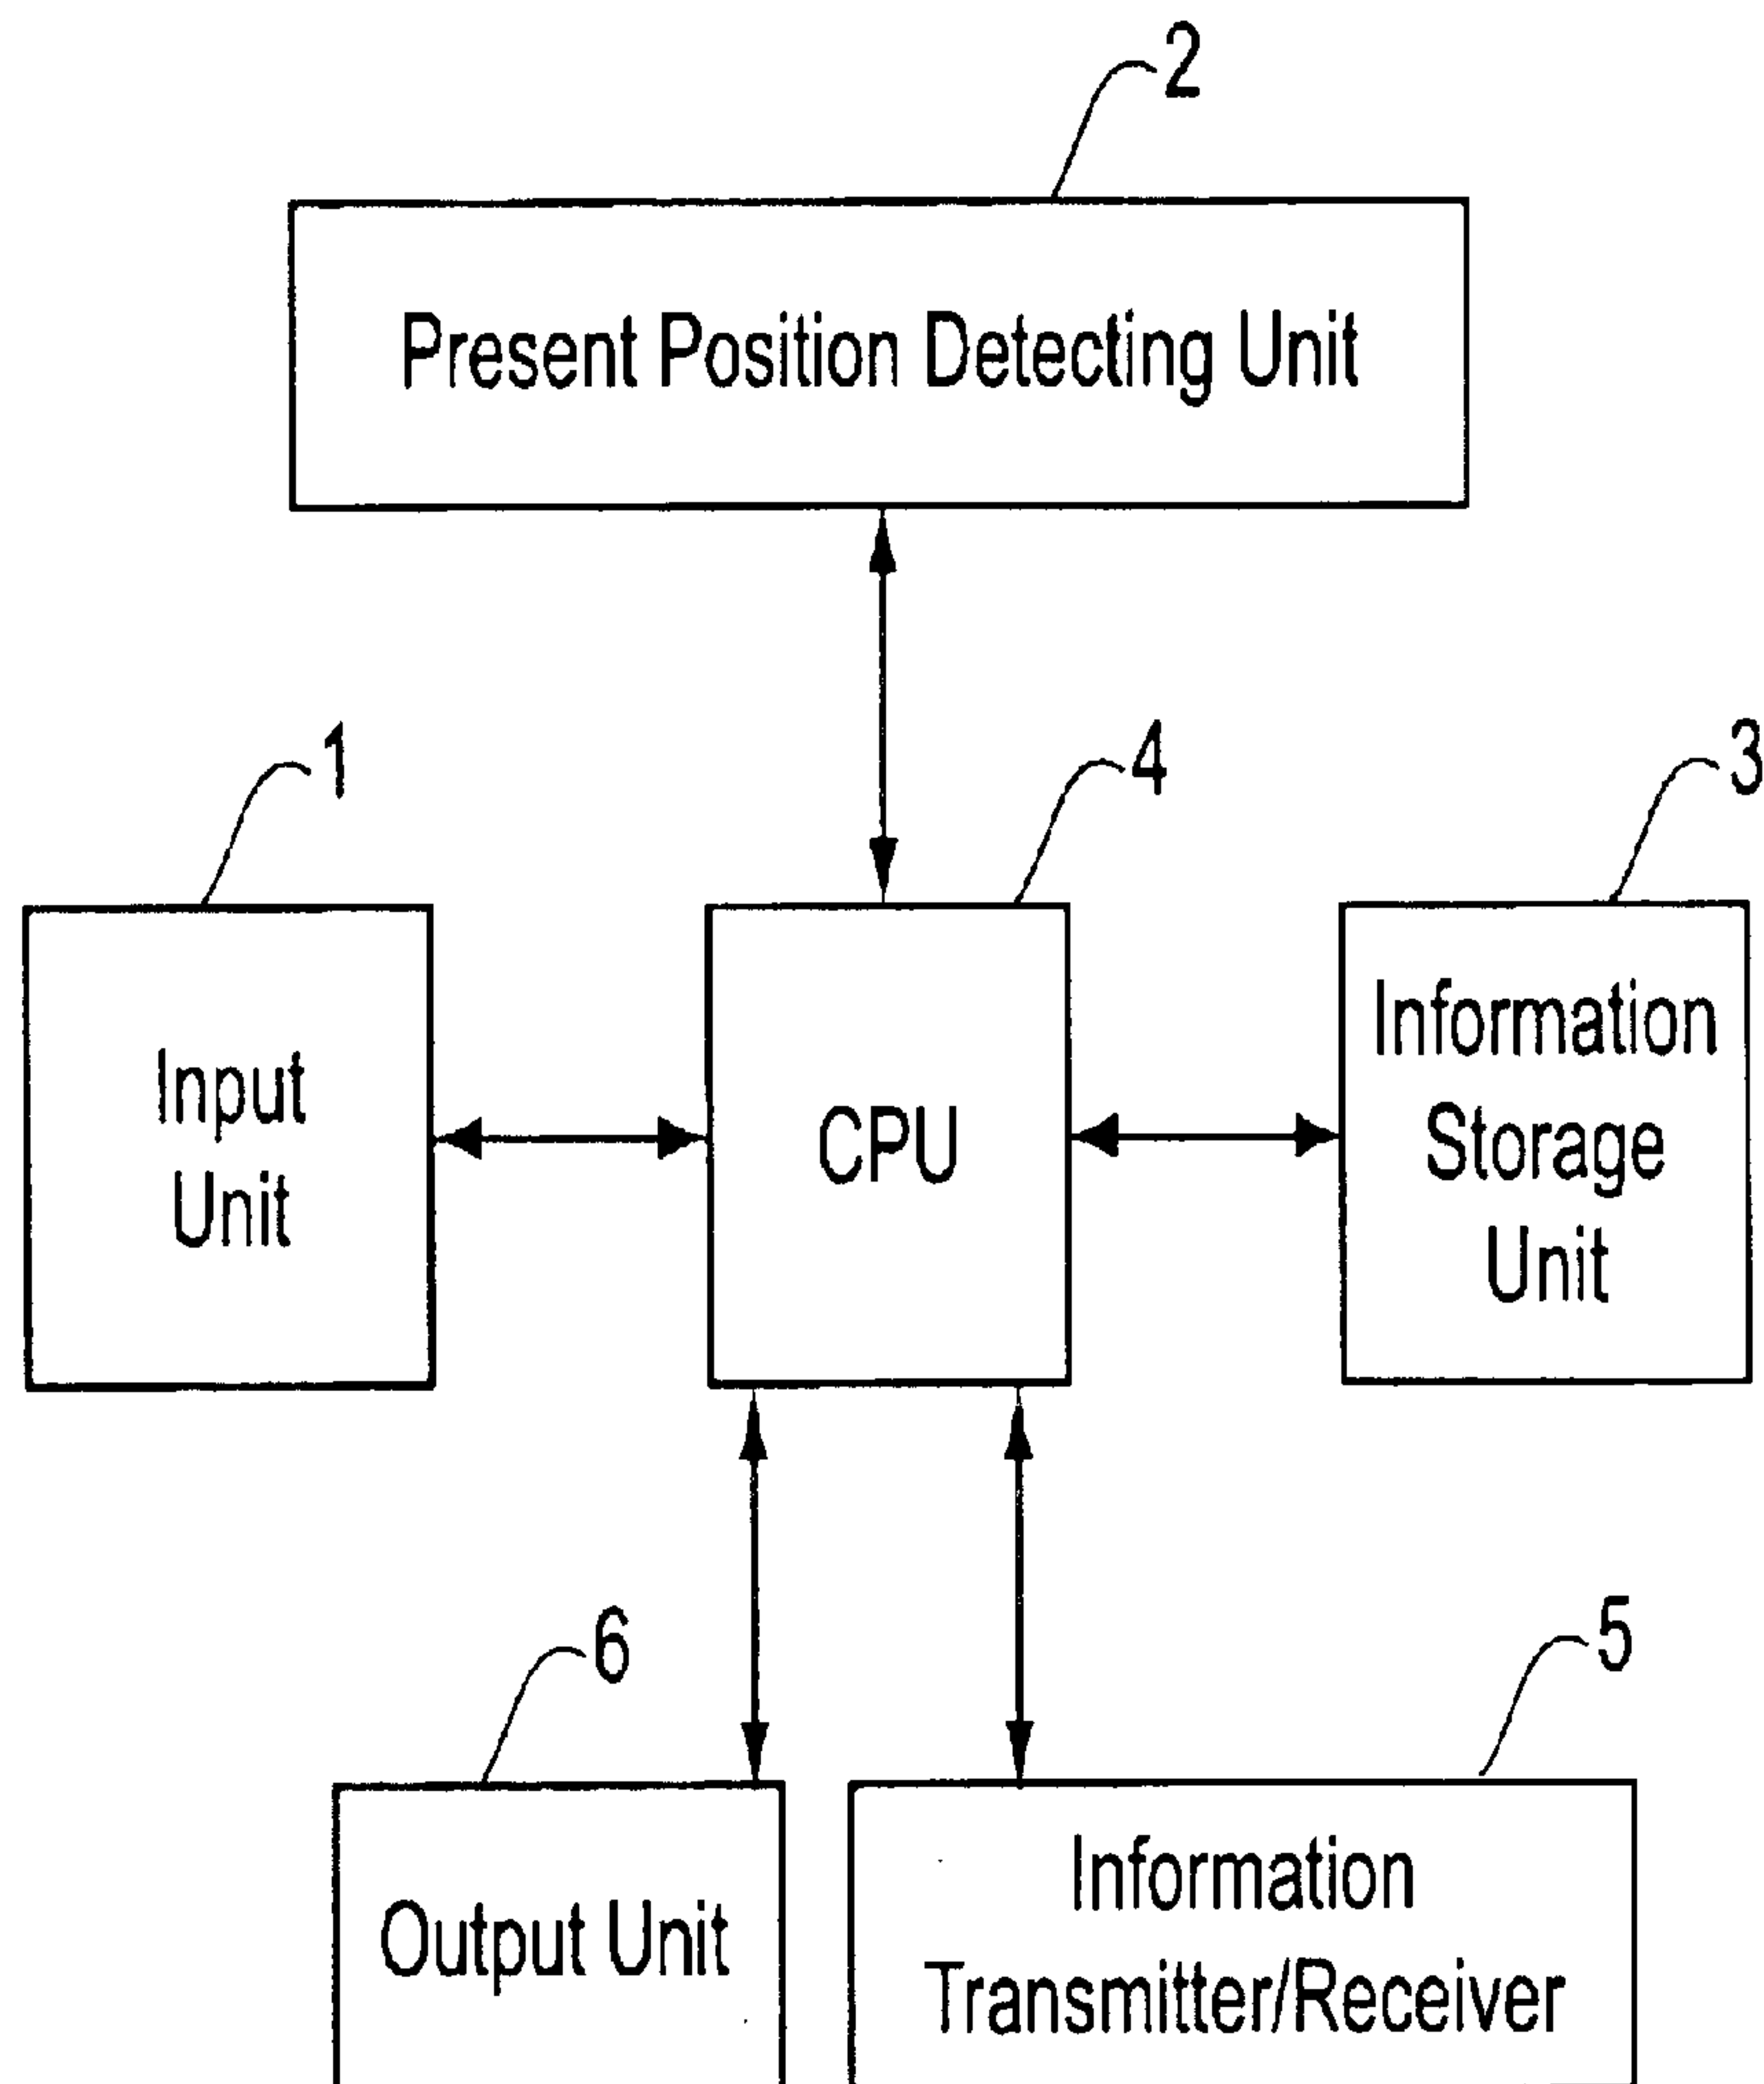 2
Present Position Detecting Unit
1
4
3
Input
Unit
CPU
Information
Storage
Unit
6
5
Output Unit
Information
Transmitter/Receiver